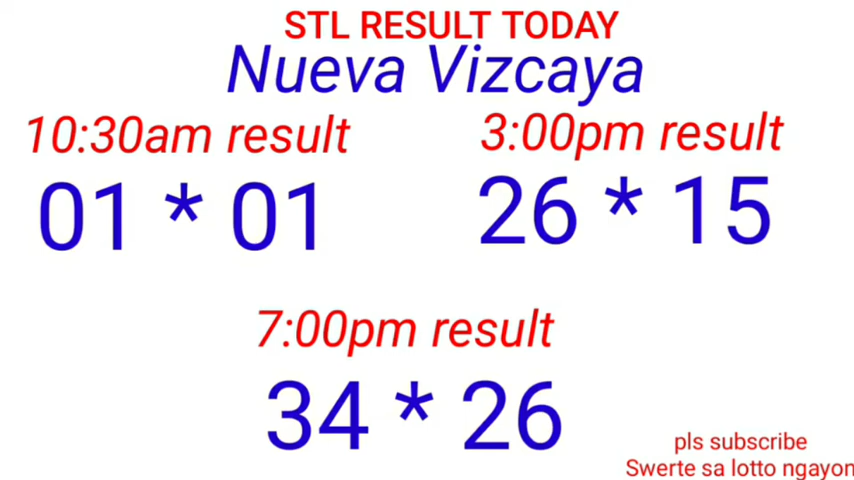 STL RESULT TODAY
Nueva Vizcaya
10:30am result
01 * 01
3:00pm result
26 * 15
7:00pm result
34 * 26
pls subscribe
Swerte sa lotto ngayon